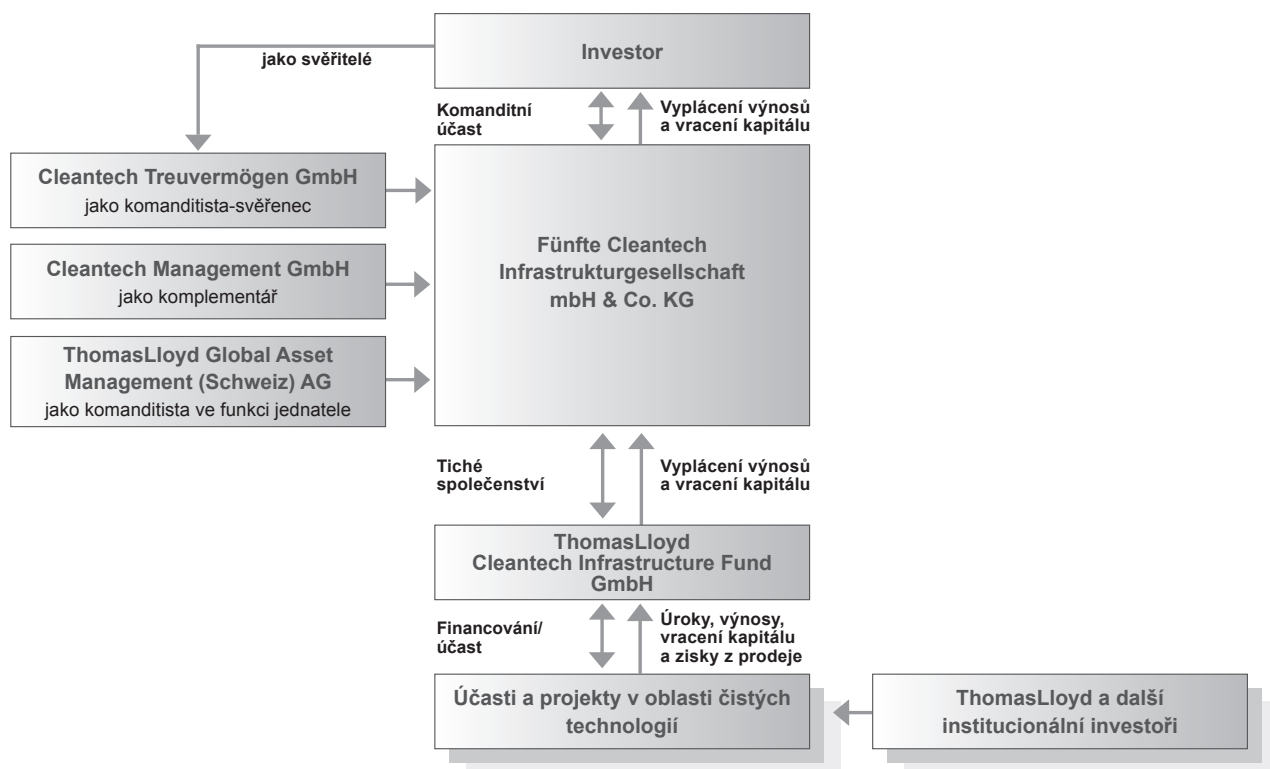 Investor
jako svěřitelé
Komanditní
účast
Vyplácení výnosů
a vracení kapitálu
Cleantech Treuvermögen GmbH
jako komanditista-svěřenec
Cleantech Management GmbH
jako komplementář
ThomasLloyd Global Asset
Management (Schweiz) AG
jako komanditista ve funkci jednatele
Fünfte Cleantech
Infrastrukturgesellschaft
mbH & Co. KG
Tiché
společenství
Vyplácení výnosů
a vracení kapitálu
ThomasLloyd
Cleantech Infrastructure Fund
GmbH
Financování/
účast
Úroky, výnosy,
vracení kapitálu
a zisky z prodeje
Účasti a projekty v oblasti čistých
technologií
ThomasLloyd a další
institucionální investoři